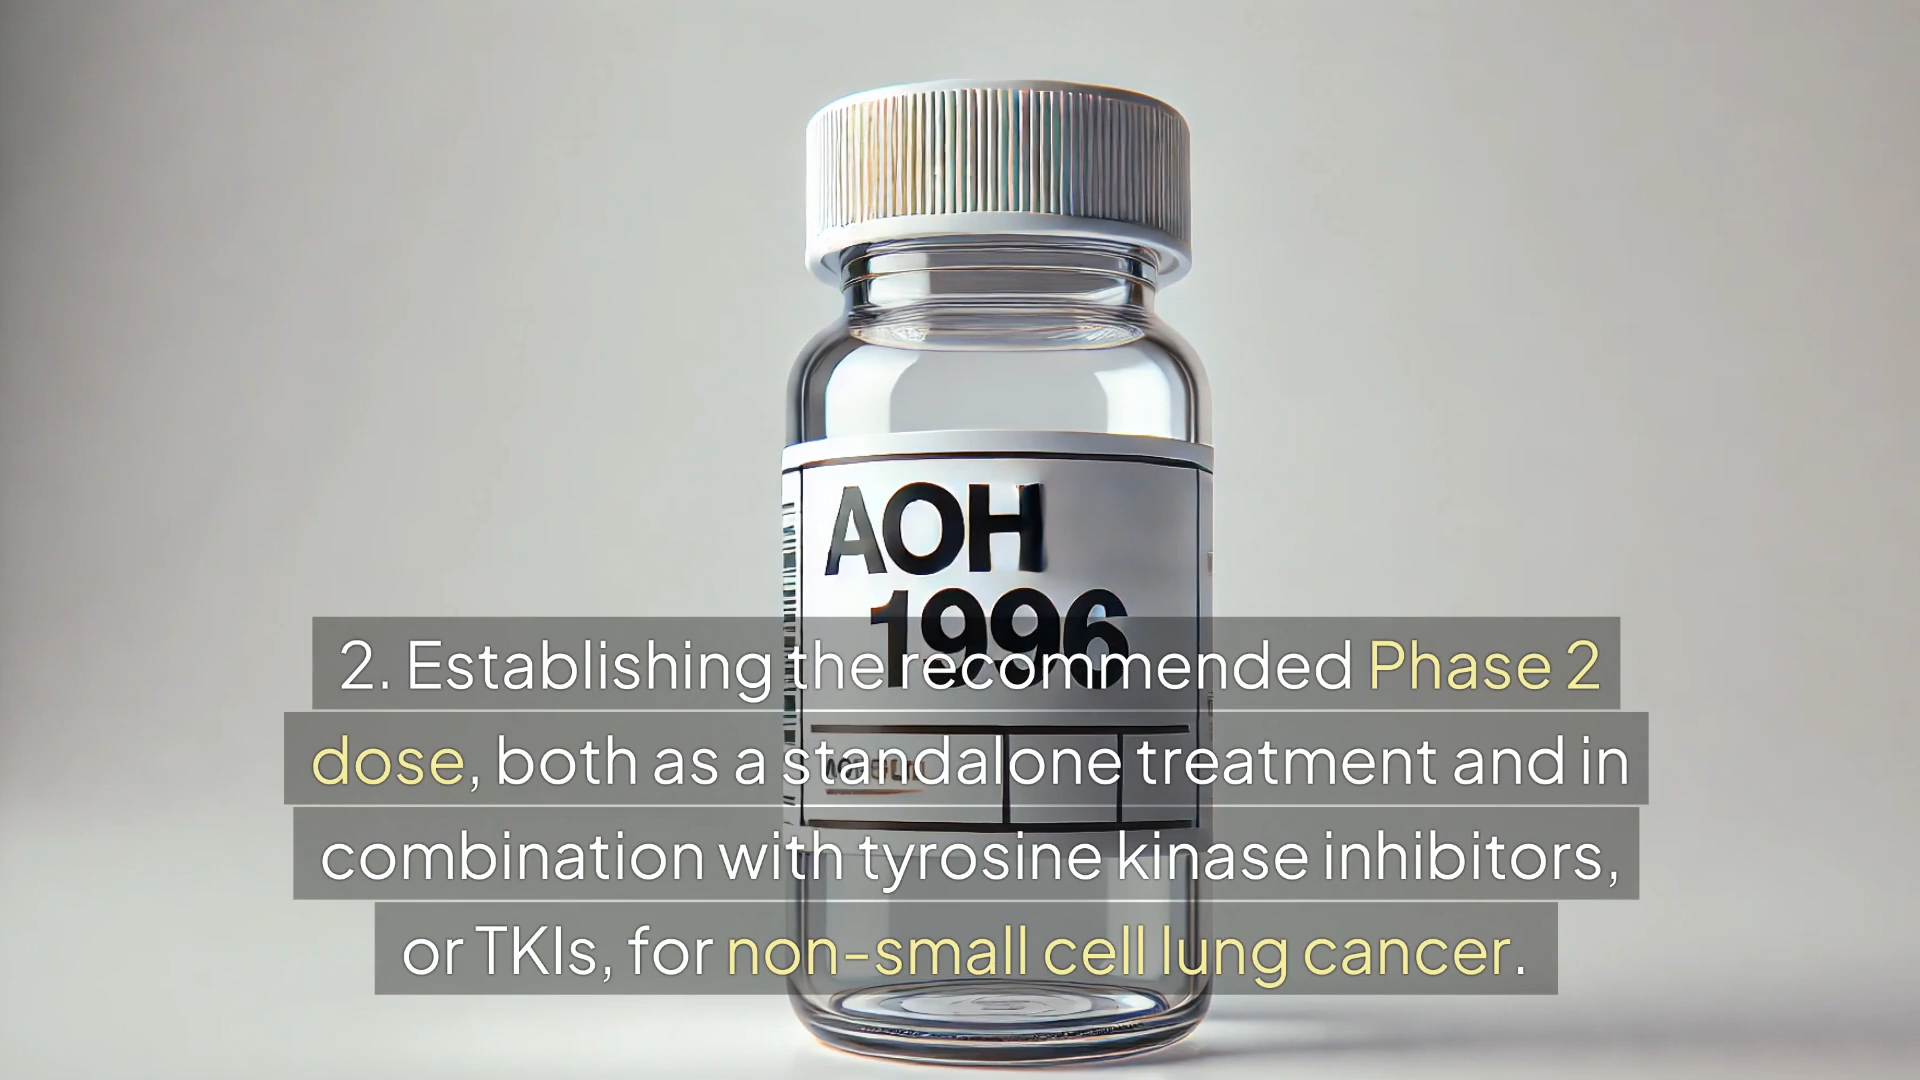 AOH
1996
2. Establishing the recommended Phase 2
dose, both as a standalone treatment and in
combination with tyrosine kinase inhibitors,
or TKIs, for non-small cell lung cancer.